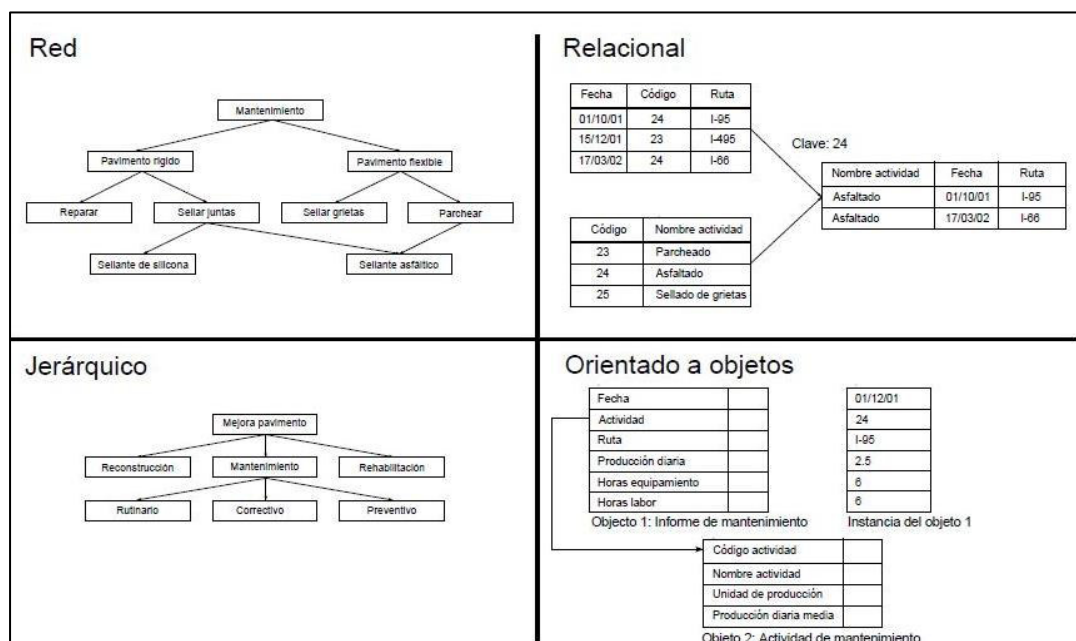 Red
Mantenimiento
Pavimento rígido Pavimento flexible
Reparar Sellar juntas Sellar grietas Parchear
Sellante de silicona Sellante asfáltico
Relacional
Fecha Código Ruta
01/10/01 24 I-95
15/12/01 23 I-495
17/03/02 24 I-66
Clave: 24
Nombre actividad Fecha Ruta
Asfaltado 01/10/01 I-95
Asfaltado 17/03/02 I-66
Código Nombre actividad
23 Parcheado
24 Asfaltado
25 Sellado de grietas
Jerárquico
Mejora pavimento
Reconstrucción Mantenimiento Rehabilitación
Rutinario Correctivo Preventivo
Orientado a objetos
Fecha 01/12/01
Actividad 24
Ruta I-95
Producción diaria 2.5
Horas equipamiento 6
Horas labor 6
Objecto 1: Informe de mantenimiento Instancia del objeto 1
Código actividad
Nombre actividad
Unidad de producción
Producción diaria media
Objeto 2: Actividad de mantenimiento